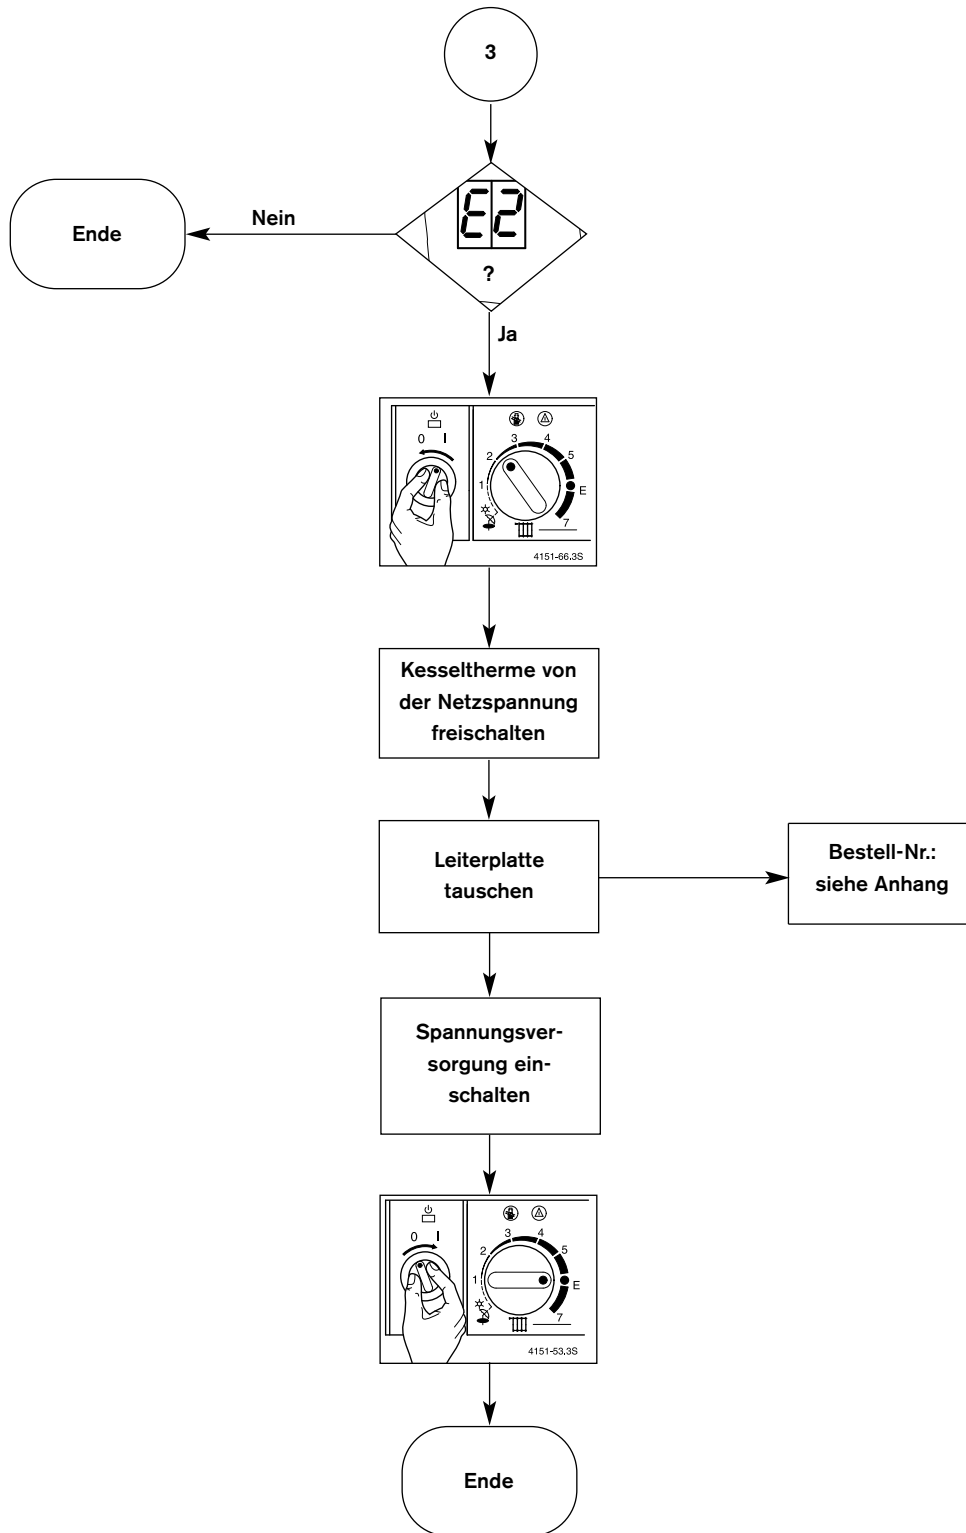 3
E2
?
Nein
Ende
Ja
0 I
1 2 3 4 5 E 7
4151-66.3S
Kesseltherme von
der Netzspannung
freischalten
Leiterplatte
tauschen
Bestell-Nr.:
siehe Anhang
Spannungsver-
sorgung ein-
schalten
0 I
1 2 3 4 5 E 7
4151-53.3S
Ende